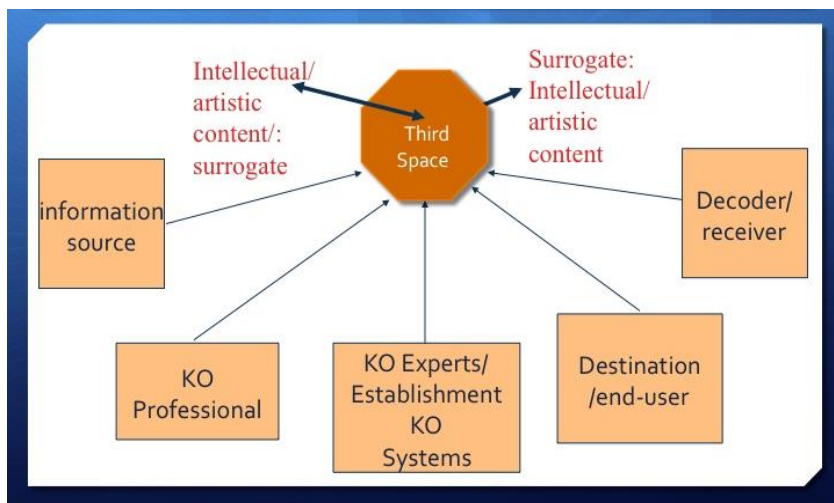 Intellectual/
artistic
content/:
surrogate
Surrogate:
Intellectual/
artistic
content
Third
Space
information
source
Decoder/
receiver
KO
Professional
KO Experts/
Establishment
KO
Systems
Destination
/end-user